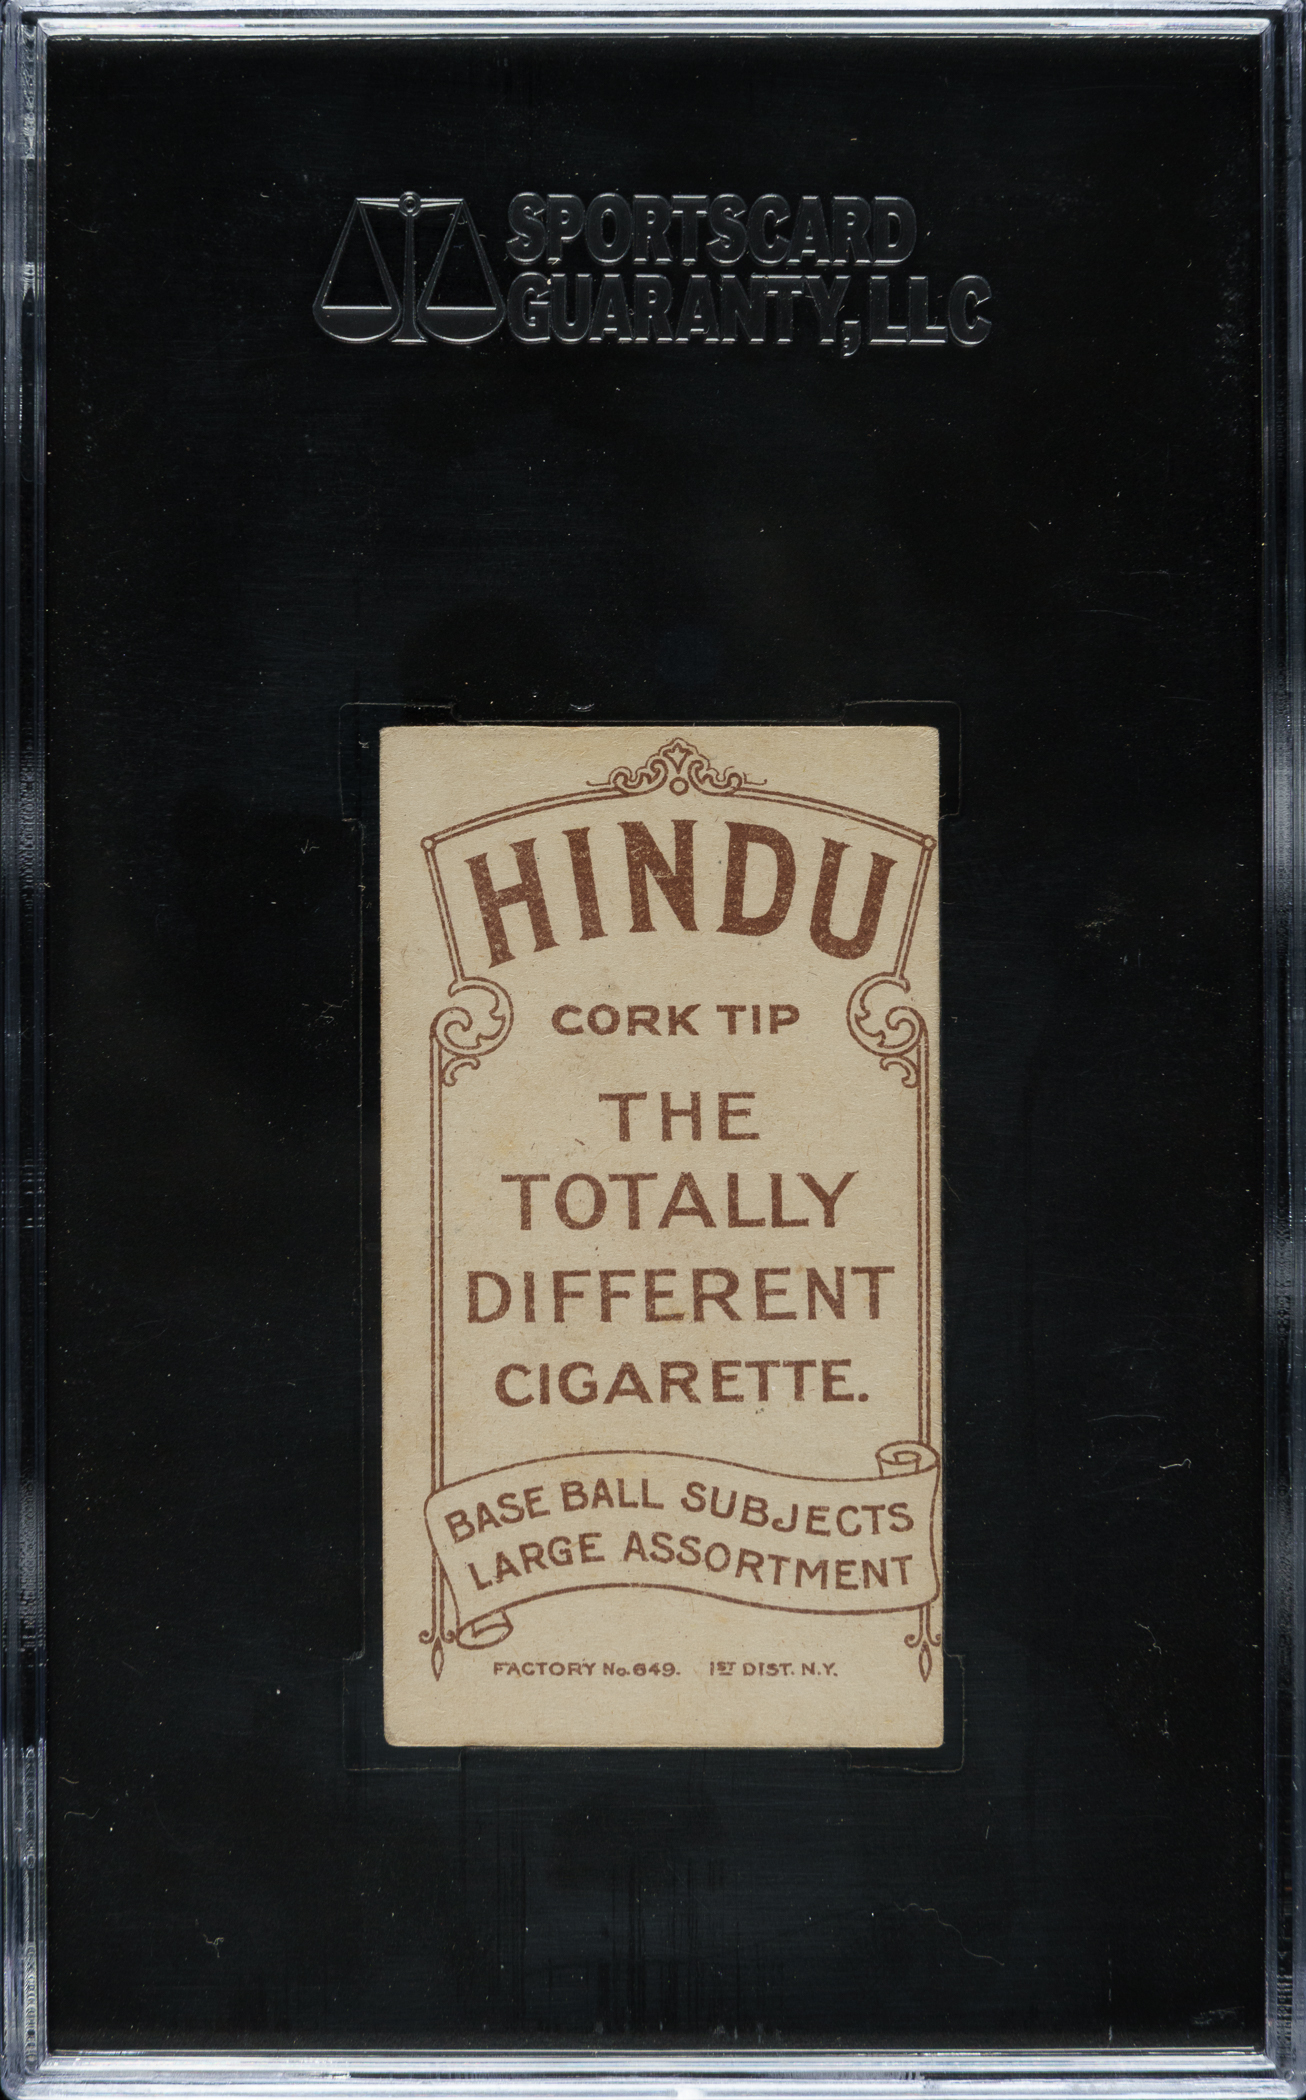 SPORTSCARD
GUARANTY, LLC
HINDU
CORK TIP
THE
TOTALLY
DIFFERENT
CIGARETTE.
BASE BALL SUBJECTS
LARGE ASSORTMENT
FACTORY No. 649. 1ST DIST. N.Y.